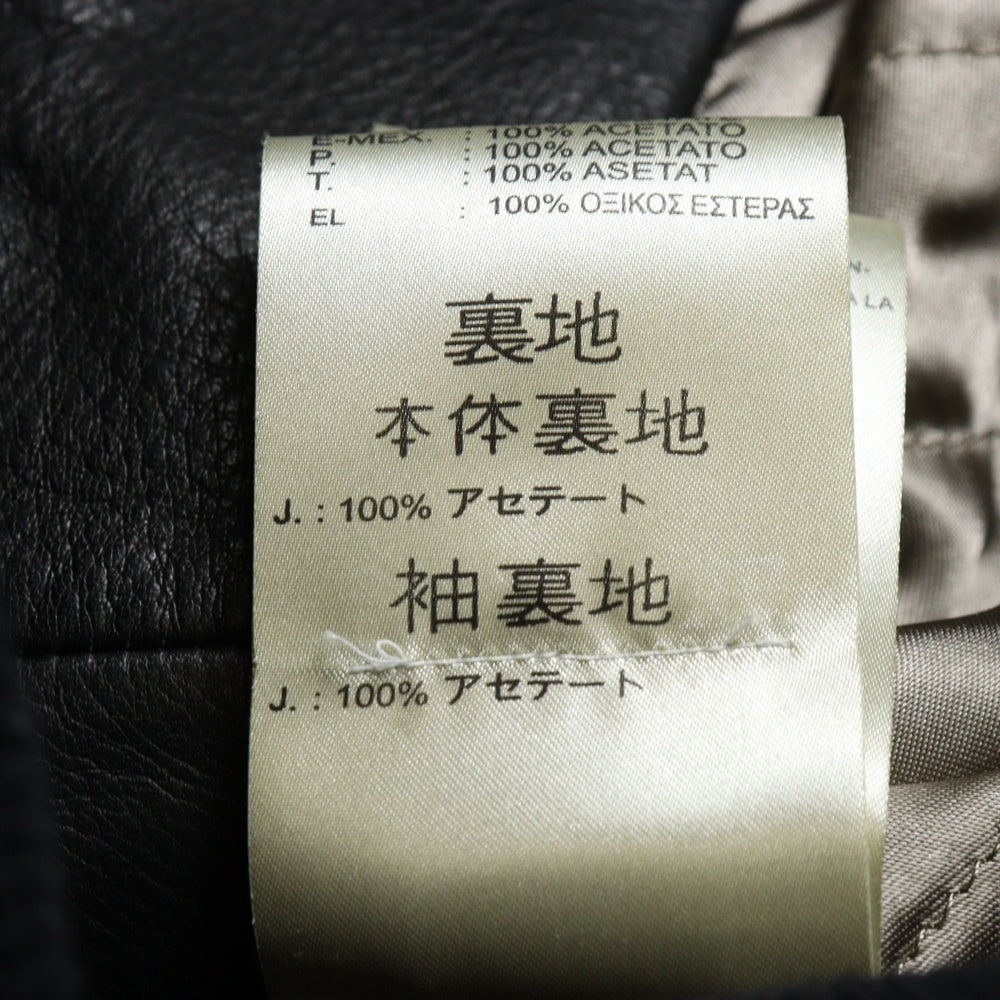 E-MEX. : 100% ACETATO
P. : 100% ACETATO
T. : 100% ASETAT
EL : 100% ΟΞΙΚΟΣ ΕΣΤΕΡΑΣ
裏地
本体裏地
J. : 100% アセテート
袖裏地
J. : 100% アセテート
N-
A LA